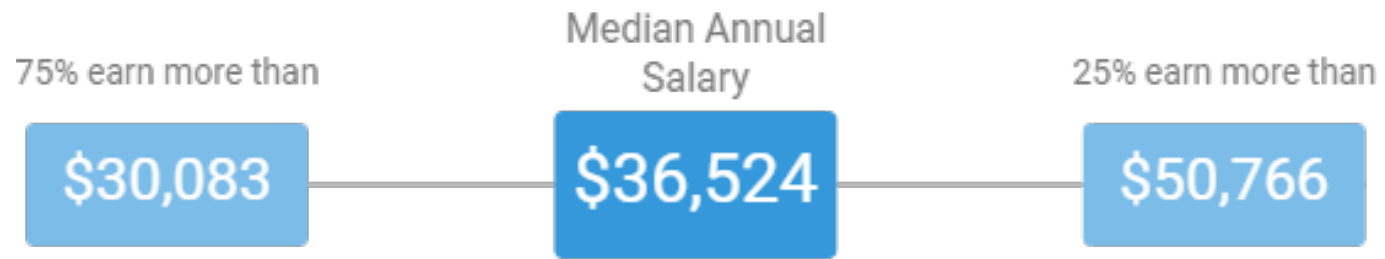 75% earn more than
$30,083
Median Annual
Salary
$36,524
25% earn more than
$50,766